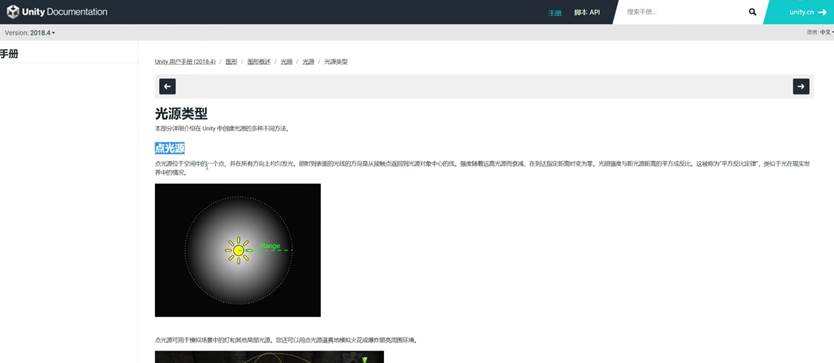 Unity Documentation
手册
脚本 API
搜索手册...
unity.cn
Version: 2018.4
语言: 中文
手册
Unity 用户手册 (2018.4) / 图形 / 图形概述 / 光照 / 光源 / 光源类型
光源类型
本部分详细介绍在 Unity 中创建光源的多种不同方法。
点光源
点光源位于空间中的一个点，并在所有方向上均匀发光。照射到表面的光线的方向是从接触点返回到光源对象中心的线。强度随着远离光源而衰减，在到达指定距离时变为零。光照强度与距光源距离的平方成反比。这被称为“平方反比定律”，类似于光在现实世
界中的情况。
Range
点光源可用于模拟场景中的灯和其他局部光源。您还可以用点光源逼真地模拟火花或爆炸照亮周围环境。